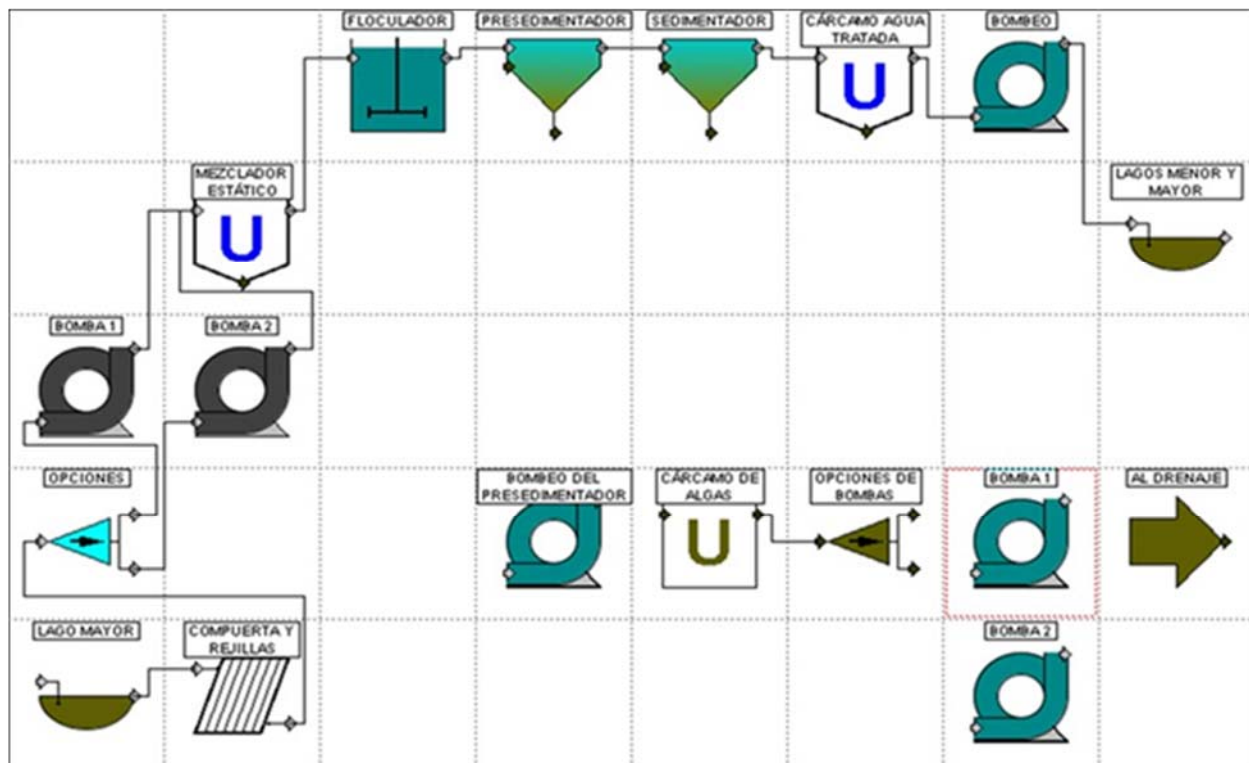 FLOCULADOR
PRESEDIMENTADOR
SEDIMENTADOR
CÁRCAMO AGUA
TRATADA
BOMBEO
MEZCLADOR
ESTÁTICO
LAGOS MENOR Y
MAYOR
BOMBA 1
BOMBA 2
OPCIONES
BOMBEO DEL
PRESEDIMENTADOR
CÁRCAMO DE
ALGAS
OPCIONES DE
BOMBAS
BOMBA 1
AL DRENAJE
LAGO MAYOR
COMPUERTA Y
REJILLAS
BOMBA 2
U
U
U